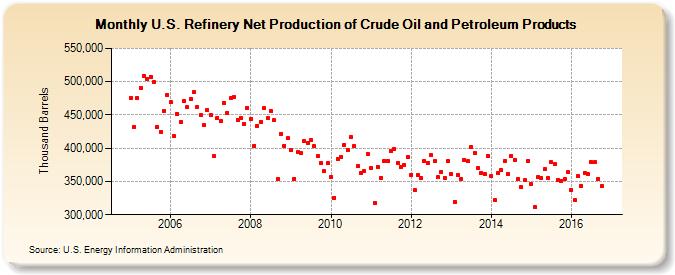 Monthly U.S. Refinery Net Production of Crude Oil and Petroleum Products
Thousand Barrels
550,000
500,000
450,000
400,000
350,000
300,000
2006 2008 2010 2012 2014 2016
Source: U.S. Energy Information Administration